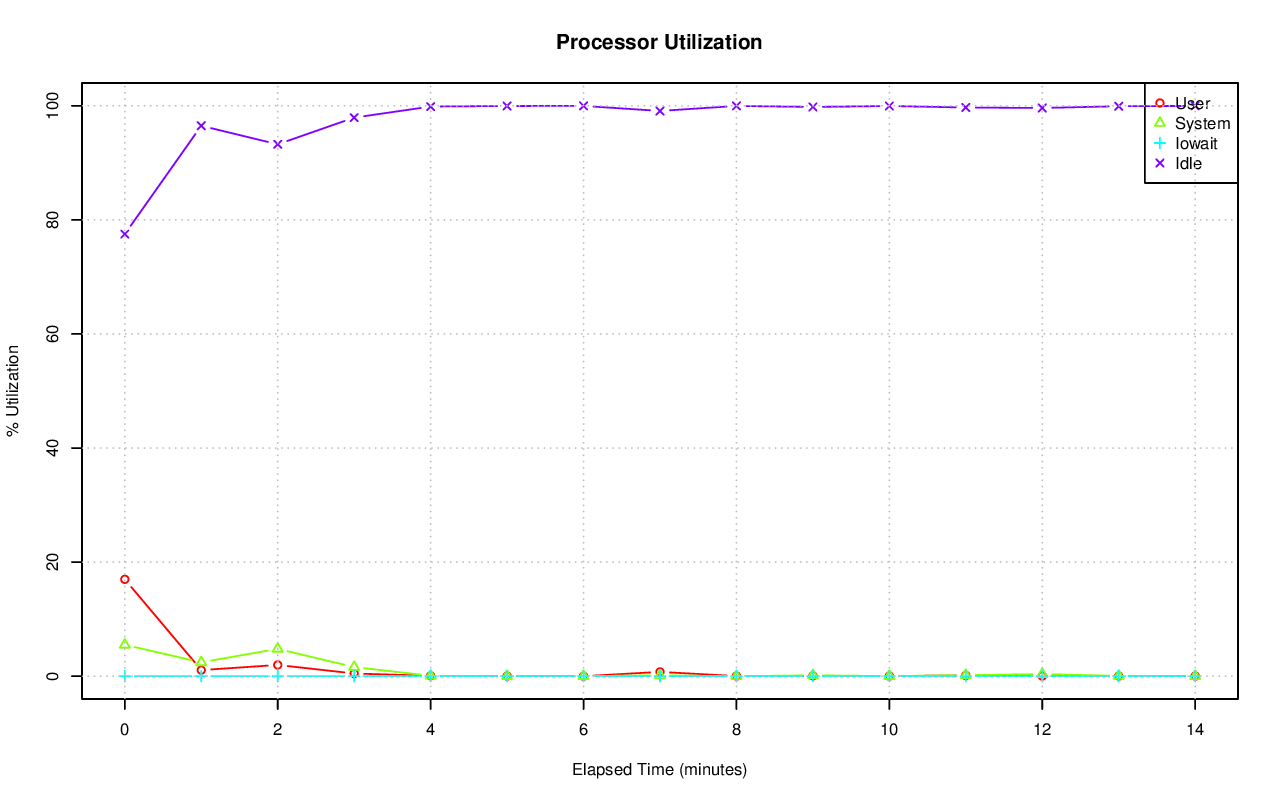 Processor Utilization
100
80
60
40
20
0
% Utilization
User
System
Iowait
Idle
0 2 4 6 8 10 12 14
Elapsed Time (minutes)